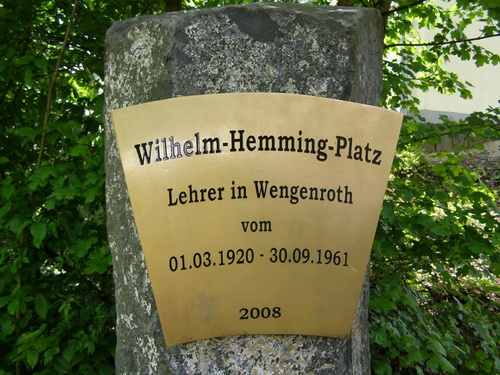 Wilhelm-Hemming-Platz
Lehrer in Wengenroth
vom
01.03.1920 - 30.09.1961
2008